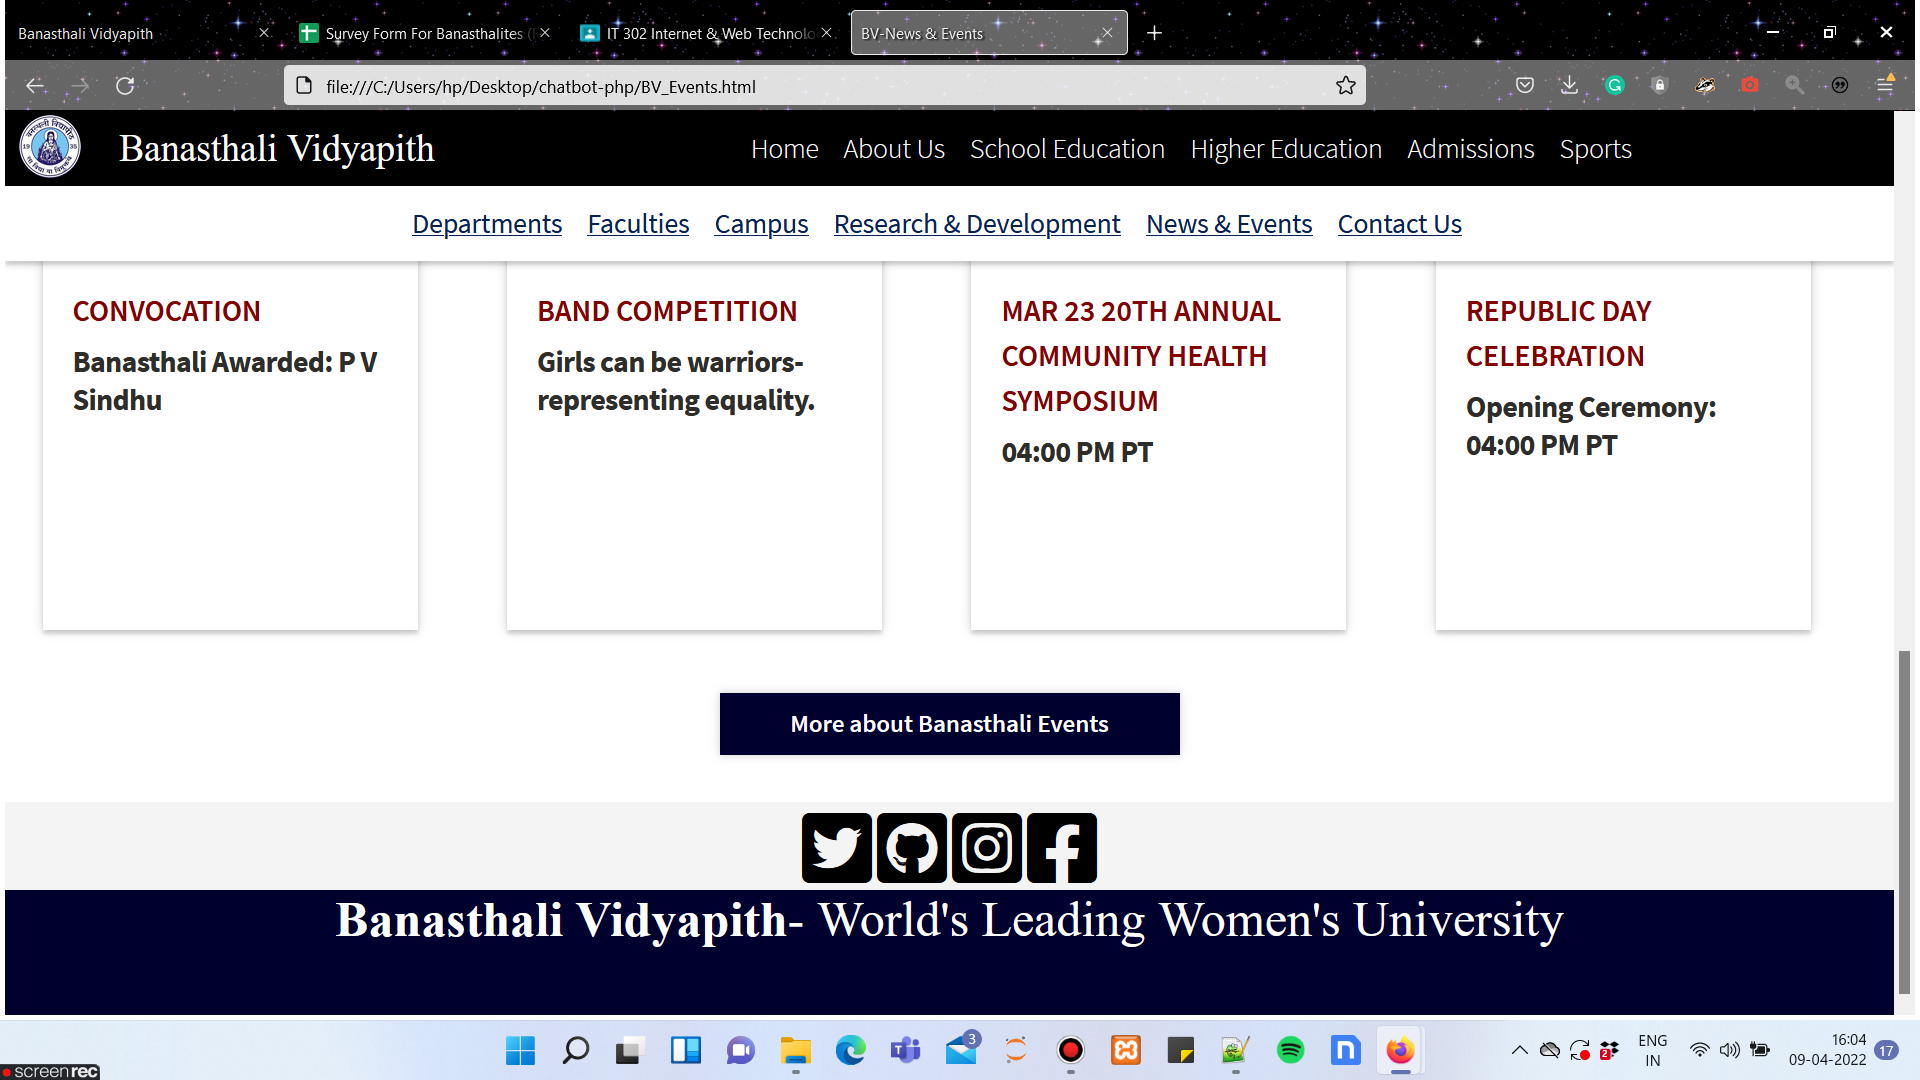 Banasthali Vidyapith
Survey Form For Banasthalites
IT 302 Internet & Web Technolo
BV-News & Events
file:///C:/Users/hp/Desktop/chatbot-php/BV_Events.html
Banasthali Vidyapith
Home About Us School Education Higher Education Admissions Sports
Departments Faculties Campus Research & Development News & Events Contact Us
CONVOCATION
Banasthali Awarded: P V
Sindhu
BAND COMPETITION
Girls can be warriors-
representing equality.
MAR 23 20TH ANNUAL
COMMUNITY HEALTH
SYMPOSIUM
04:00 PM PT
REPUBLIC DAY
CELEBRATION
Opening Ceremony:
04:00 PM PT
More about Banasthali Events
Banasthali Vidyapith- World's Leading Women's University
3
2
ENG
IN
16:04
09-04-2022
17
screenrec